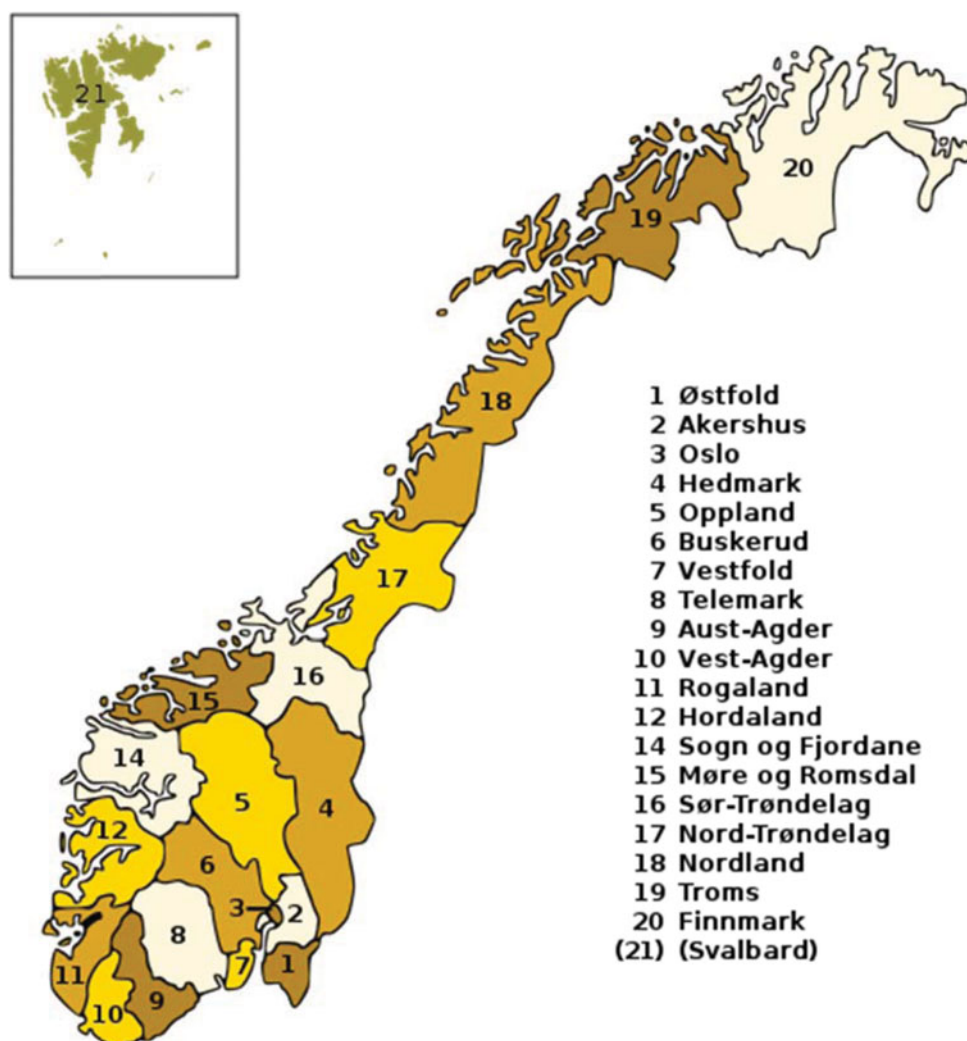 21
20
19
18
17
16
15
14
5
4
12
6
3
2
8
11
7
1
10
9
1 Østfold
2 Akershus
3 Oslo
4 Hedmark
5 Oppland
6 Buskerud
7 Vestfold
8 Telemark
9 Aust-Agder
10 Vest-Agder
11 Rogaland
12 Hordaland
14 Sogn og Fjordane
15 Møre og Romsdal
16 Sør-Trøndelag
17 Nord-Trøndelag
18 Nordland
19 Troms
20 Finnmark
(21) (Svalbard)